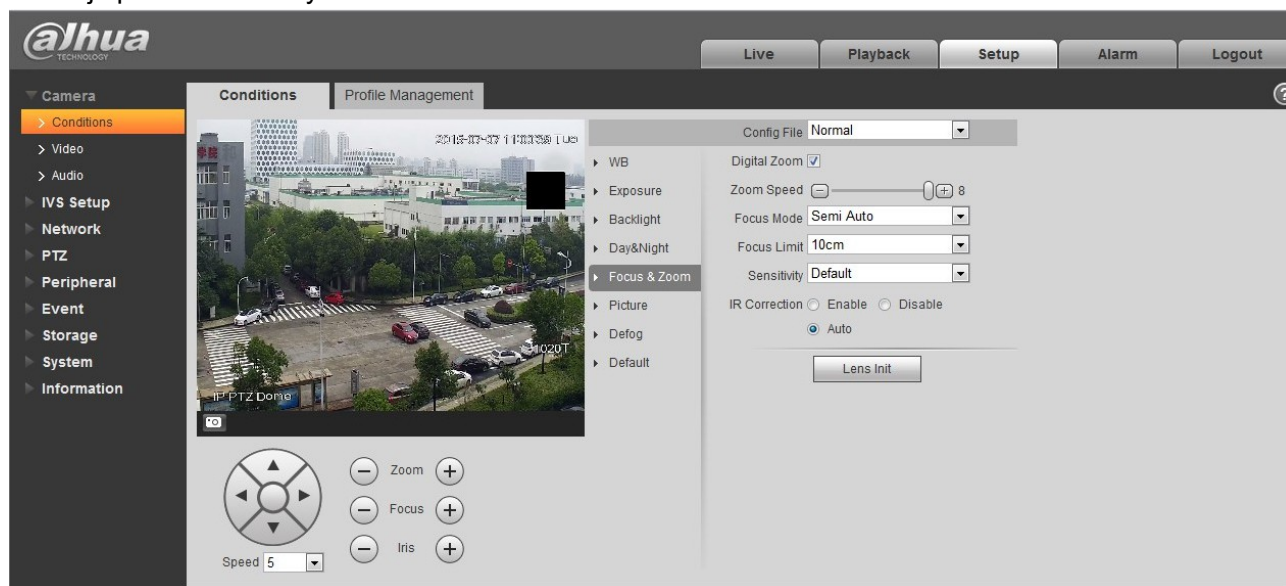 alhua
TECHNOLOGY
Live
Playback
Setup
Alarm
Logout
Camera
Conditions
Video
Audio
IVS Setup
Network
PTZ
Peripheral
Event
Storage
System
Information
Conditions
Profile Management
IP PTZ Dome
1020T
Speed 5
Zoom
Focus
Iris
WB
Exposure
Backlight
Day&Night
Focus & Zoom
Picture
Defog
Default
Config File Normal
Digital Zoom
Zoom Speed 8
Focus Mode Semi Auto
Focus Limit 10cm
Sensitivity Default
IR Correction Enable Disable
Auto
Lens Init